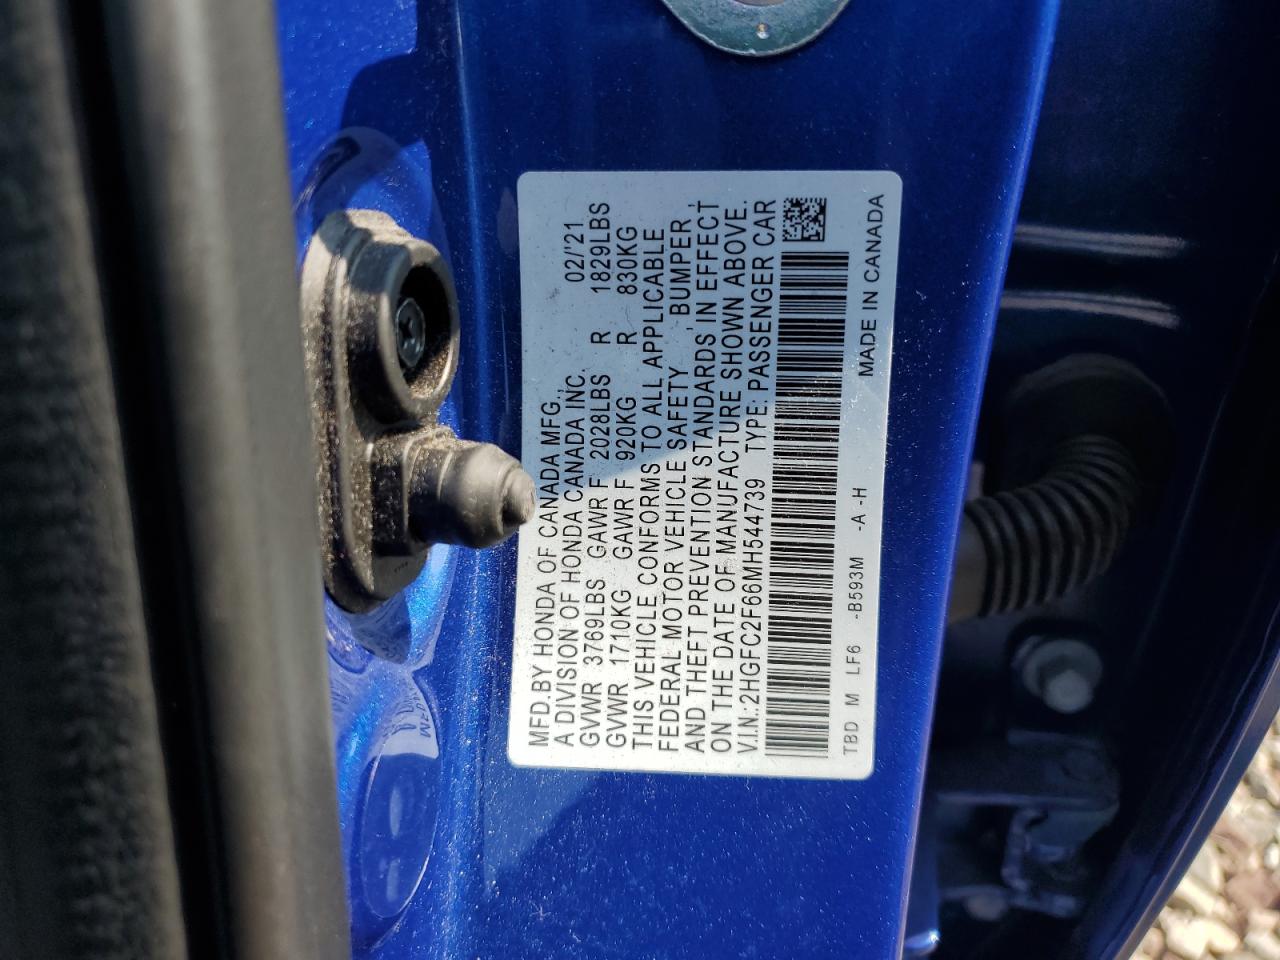 MFD.BY HONDA OF CANADA MFG., 02/'21
A DIVISION OF HONDA CANADA INC.
GVWR 3769LBS GAWR F 2028LBS R 1829LBS
GVWR 1710KG GAWR F 920KG R 830KG
THIS VEHICLE CONFORMS TO ALL APPLICABLE
FEDERAL MOTOR VEHICLE SAFETY, BUMPER,
AND THEFT PREVENTION STANDARDS IN EFFECT
ON THE DATE OF MANUFACTURE SHOWN ABOVE.
V.I.N.:2HGFC2F66MH544739 TYPE: PASSENGER CAR
TBD M LF6 -B593M -A -H MADE IN CANADA